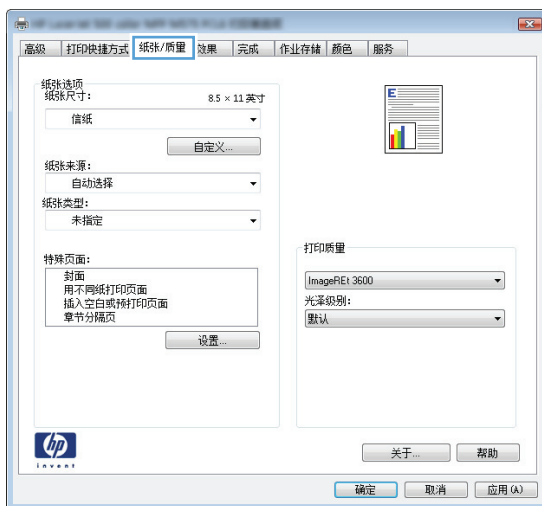 高级 打印快捷方式 纸张/质量 效果 完成 作业存储 颜色 服务
纸张选项
纸张尺寸: 8.5 × 11 英寸
信纸
自定义...
纸张来源:
自动选择
纸张类型:
未指定
特殊页面:
封面
用不同纸打印页面
插入空白或预打印页面
章节分隔页
设置...
E
打印质量
ImageREt 3600
光泽级别:
默认
hp
invent
关于... 帮助
确定 取消 应用(A)